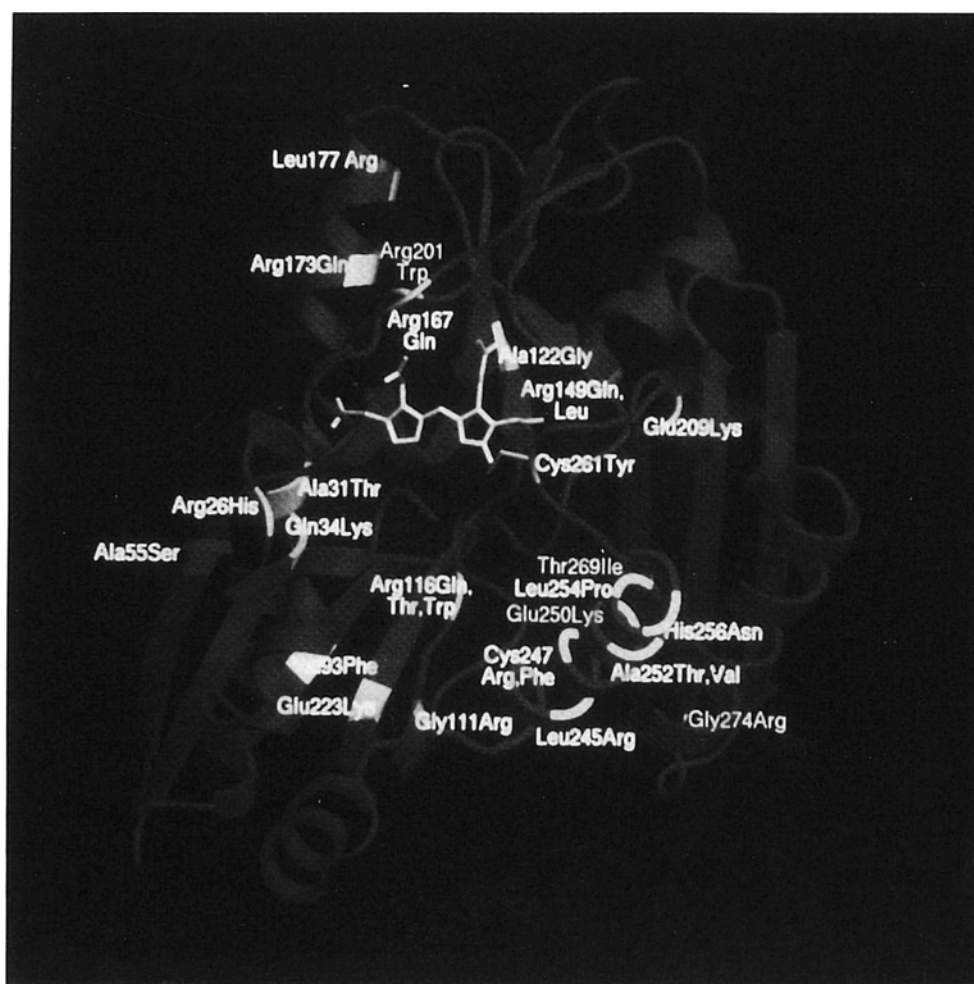 Leu177 Arg
Arg173Gln
Arg201
Trp
Arg167
Gln
Ala122Gly
Arg149Gln,
Leu
Glu209Lys
Cys261Tyr
Ala31Thr
Arg26His
Gln34Lys
Ala55Ser
Thr269Ile
Leu254Pro
Glu250Lys
Arg116Gln,
Thr,Trp
His256Asn
Cys247
Arg,Phe
Ala252Thr,Val
Glu223Lys
Gly111Arg
Leu245Arg
Gly274Arg